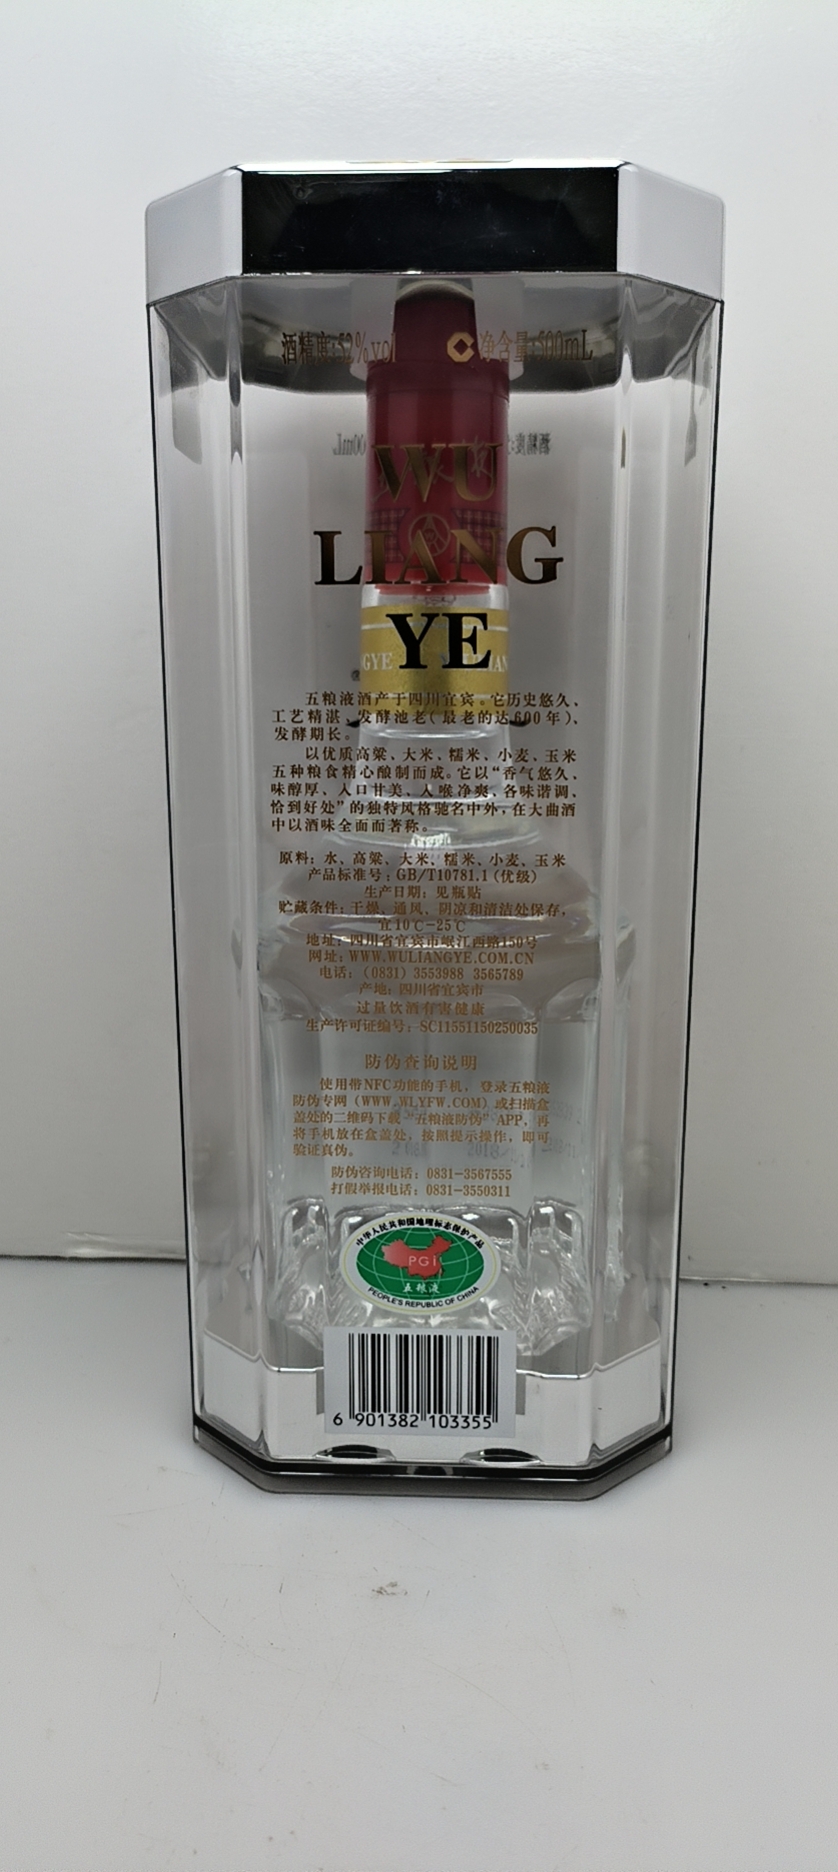 酒精度:52%vol 净含量:500mL
WU
LIANG
YE
五粮液酒产于四川宜宾。它历史悠久、
工艺精湛、发酵池老(最老的达600年)、
发酵期长。
以优质高粱、大米、糯米、小麦、玉米
五种粮食精心酿制而成。它以“香气悠久、
味醇厚、入口甘美、入喉净爽、各味谐调、
恰到好处”的独特风格驰名中外,在大曲酒
中以酒味全面而著称。
原料:水、高粱、大米、糯米、小麦、玉米
产品标准号:GB/T10781.1(优级)
生产日期:见瓶贴
贮藏条件:干燥、通风、阴凉和清洁处保存,
宜10℃-25℃
地址:四川省宜宾市岷江西路150号
网址:WWW.WULIANGYE.COM.CN
电话:(0831)3553988 3565789
产地:四川省宜宾市
过量饮酒有害健康
生产许可证编号:SC11551150250035
防伪查询说明
使用带NFC功能的手机,登录五粮液
防伪专网(WWW.WLYFW.COM)或扫描盒
盖处的二维码下载“五粮液防伪”APP,再
将手机放在盒盖处,按照提示操作,即可
验证真伪。
防伪咨询电话:0831-3567555
打假举报电话:0831-3550311
中华人民共和国地理标志保护产品
PGI
五粮液
PEOPLE'S REPUBLIC OF CHINA
6 901382 103355